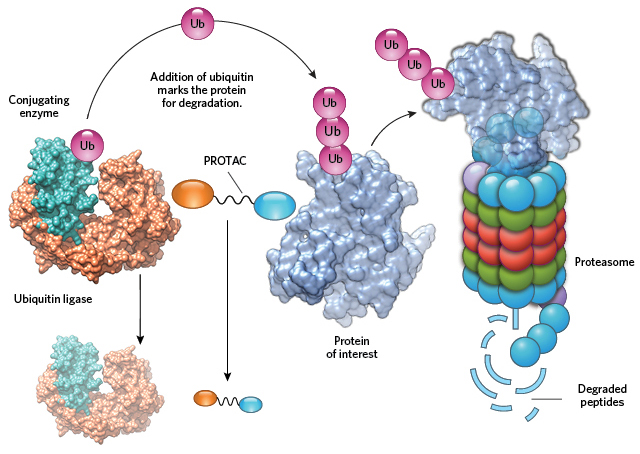 Ub
Addition of ubiquitin
marks the protein
for degradation.
Conjugating
enzyme
Ub
PROTAC
Ub
Ub
Ub
Ub
Ub
Ub
Ubiquitin ligase
Protein
of interest
Proteasome
Degraded
peptides